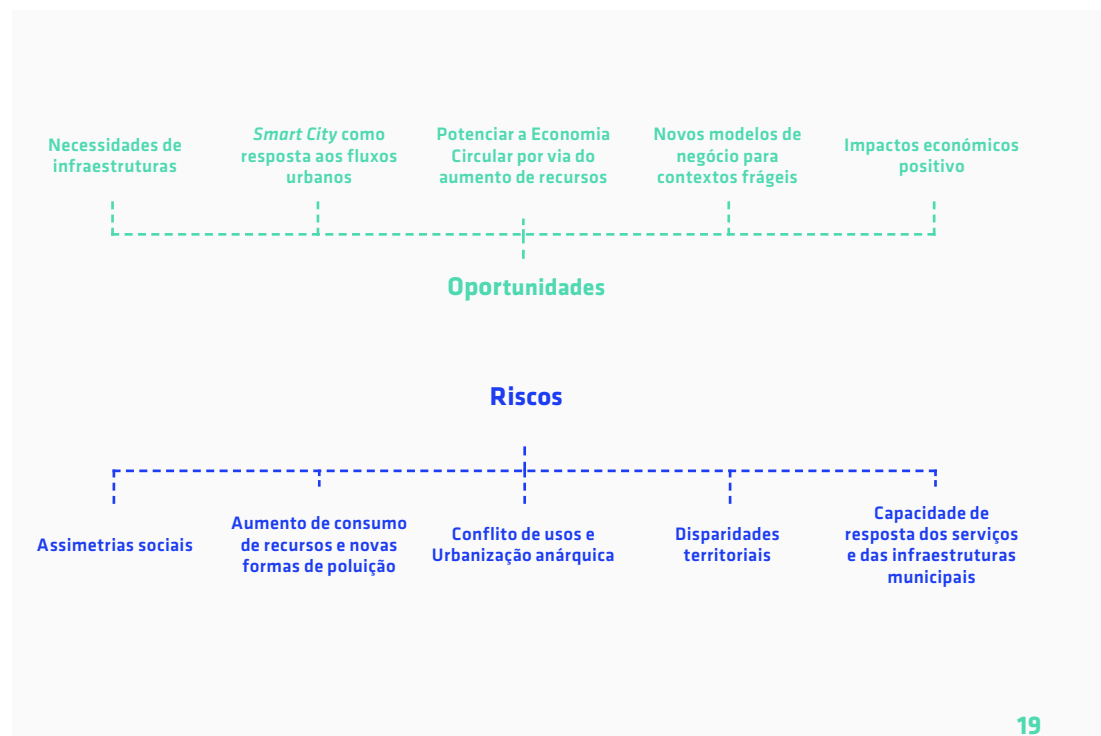 Necessidades de
infraestruturas
Smart City como
resposta aos fluxos
urbanos
Potenciar a Economia
Circular por via do
aumento de recursos
Novos modelos de
negócio para
contextos frágeis
Impactos económicos
positivo
Oportunidades
Riscos
Assimetrias sociais
Aumento de consumo
de recursos e novas
formas de poluição
Conflito de usos e
Urbanização anárquica
Disparidades
territoriais
Capacidade de
resposta dos serviços
e das infraestruturas
municipais
19